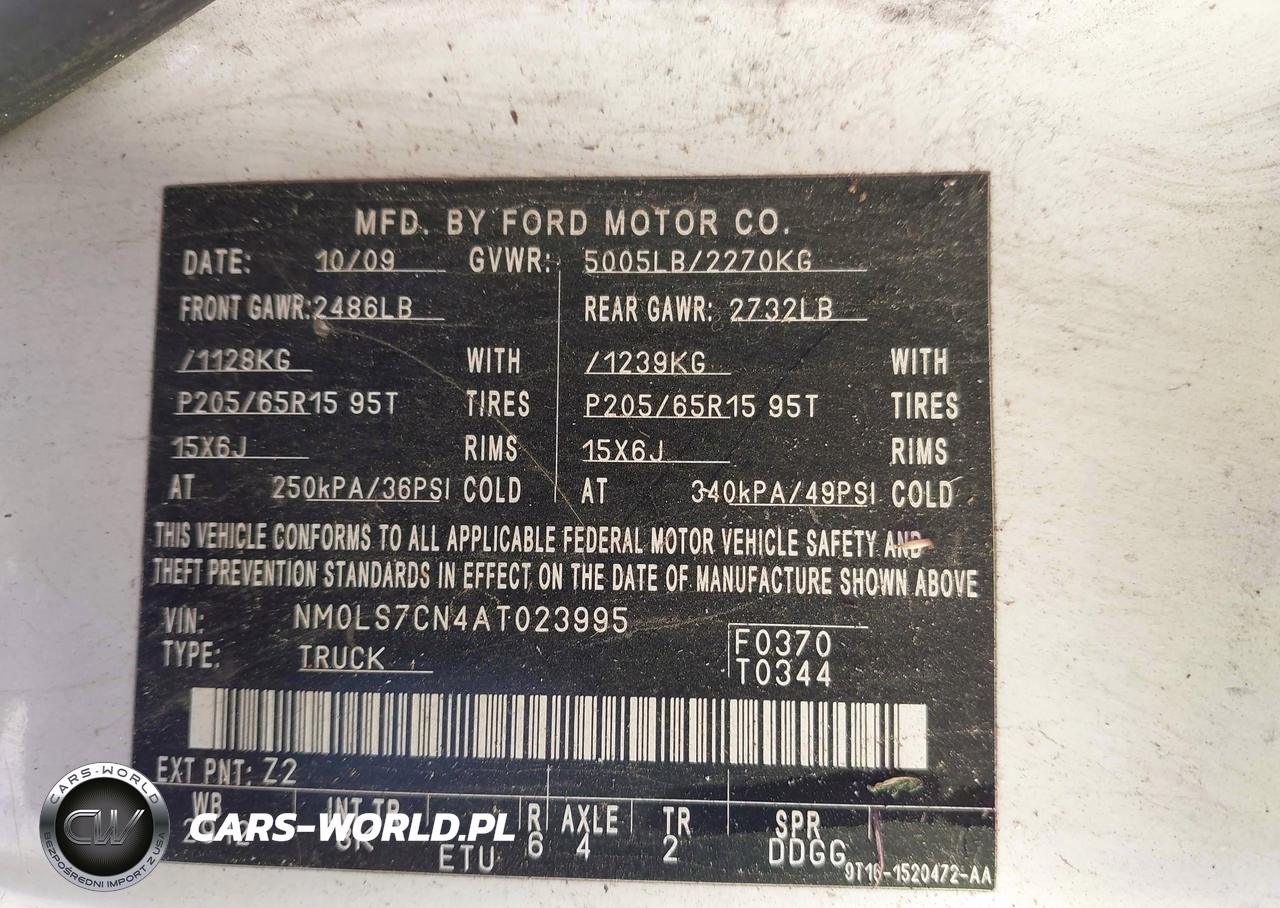 MFD. BY FORD MOTOR CO.
DATE: 10/09 GVWR: 5005LB/2270KG
FRONT GAWR:2486LB REAR GAWR: 2732LB
/1128KG WITH /1239KG WITH
P205/65R15 95T TIRES P205/65R15 95T TIRES
15X6J RIMS 15X6J RIMS
AT 250kPA/36PSI COLD AT 340kPA/49PSI COLD
THIS VEHICLE CONFORMS TO ALL APPLICABLE FEDERAL MOTOR VEHICLE SAFETY AND
THEFT PREVENTION STANDARDS IN EFFECT ON THE DATE OF MANUFACTURE SHOWN ABOVE
VIN: NM0LS7CN4AT023995
TYPE: TRUCK
F0370
T0344
EXT PNT: Z2
WB INT TR R AXLE TR SPR
ETU 6 4 2 DDGG
9T16-1520472-AA
CARS-WORLD
CW
BEZPOŚREDNI IMPORT Z USA
CARS-WORLD.PL